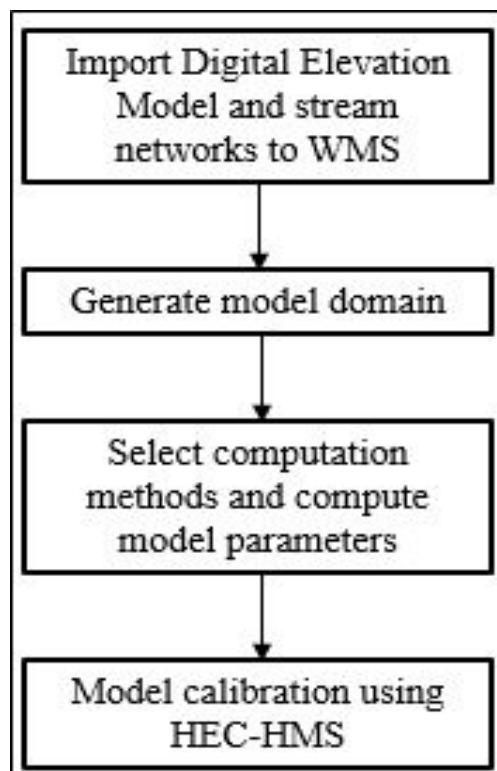 Import Digital Elevation
Model and stream
networks to WMS
Generate model domain
Select computation
methods and compute
model parameters
Model calibration using
HEC-HMS